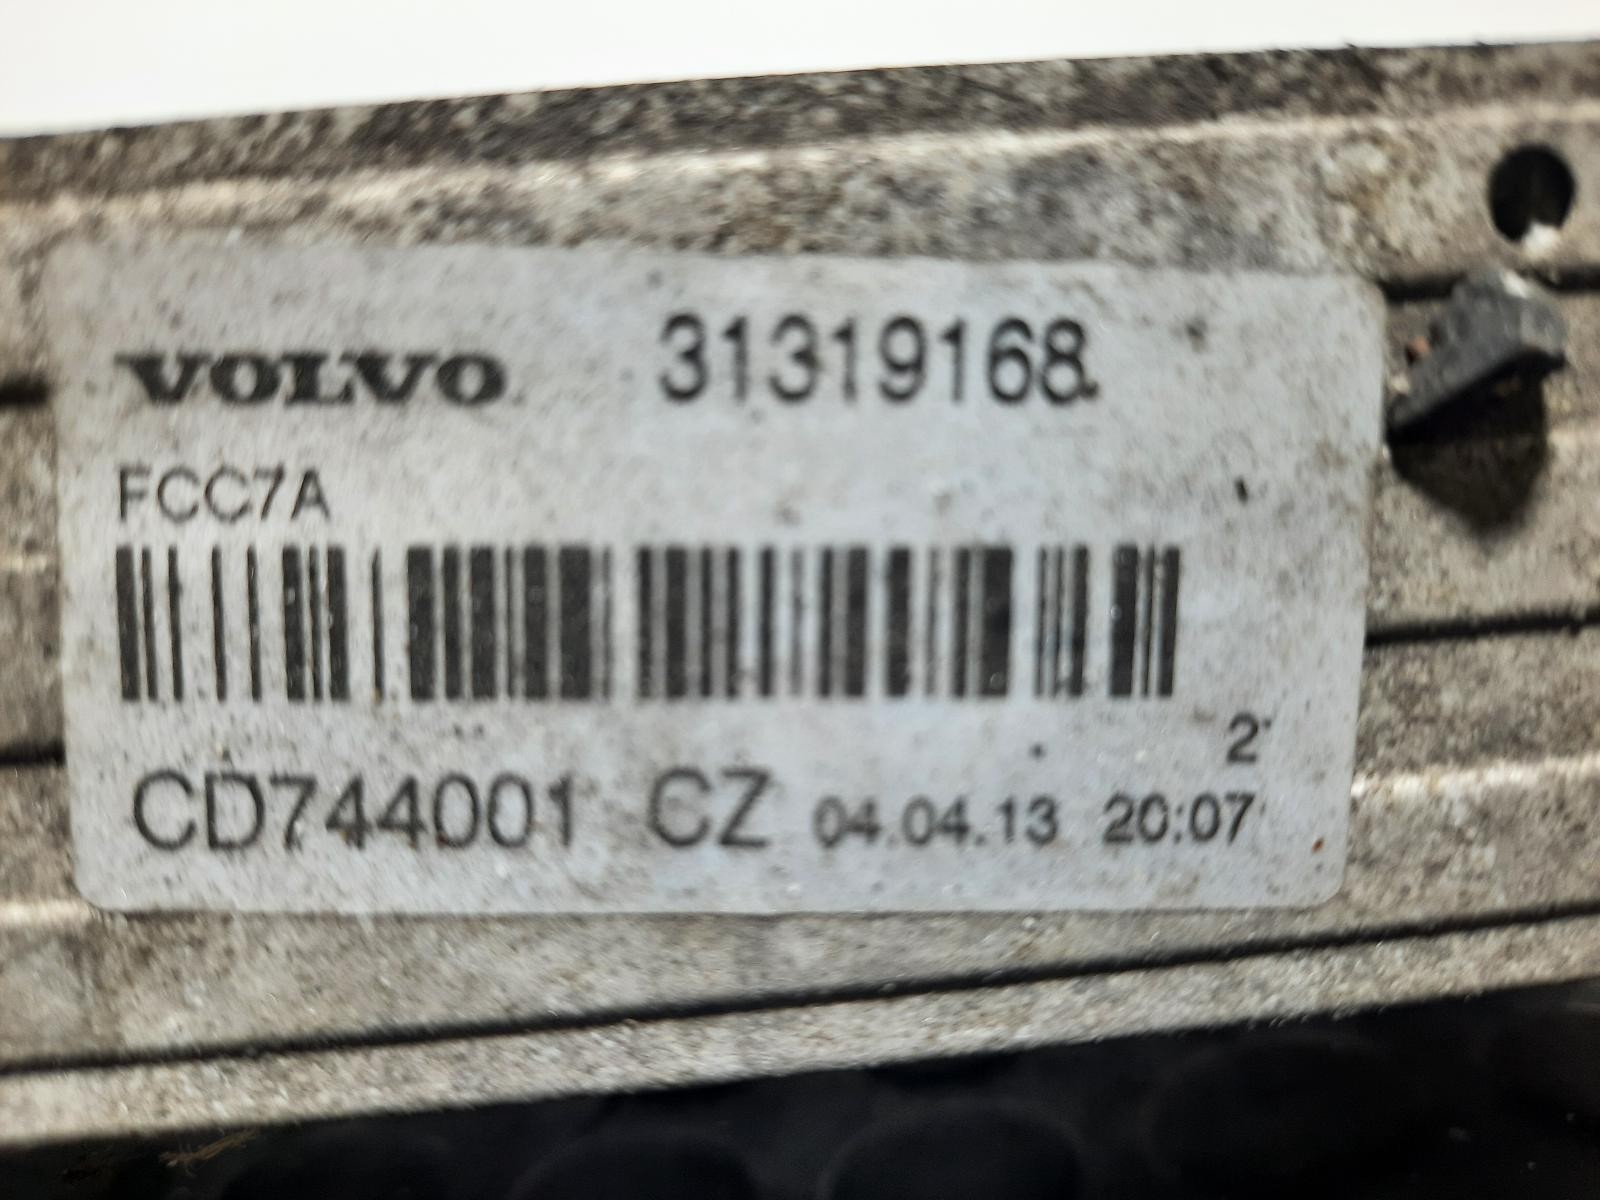 VOLVO 31319168
FCC7A
2
CD744001 CZ 04.04.13 20:07